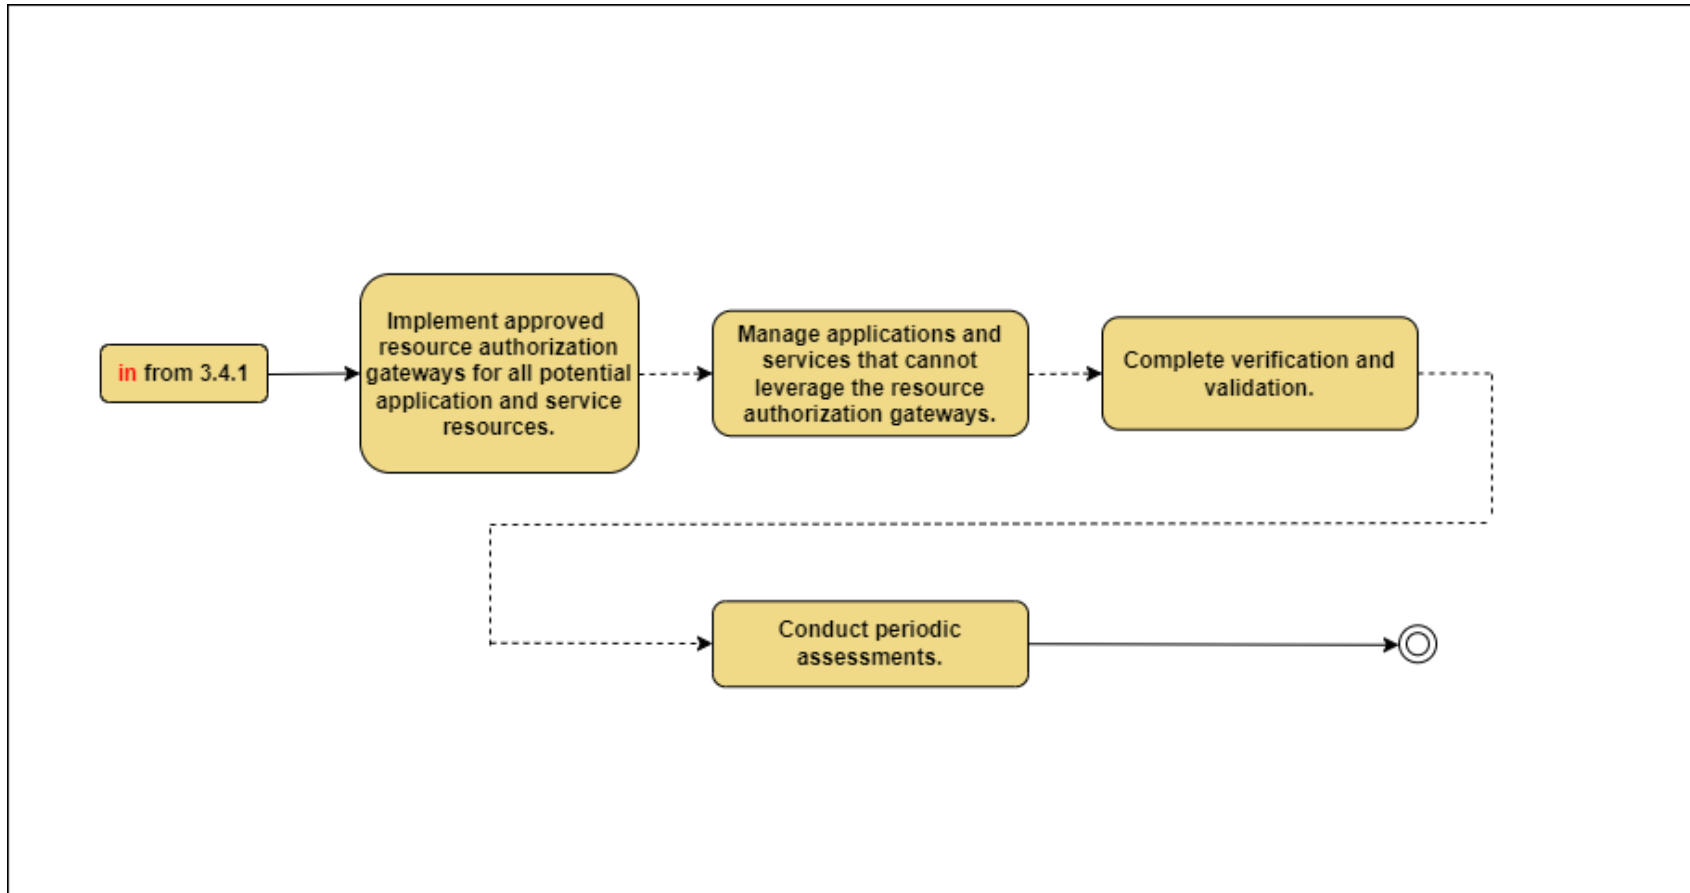 in from 3.4.1
Implement approved
resource authorization
gateways for all potential
application and service
resources.
Manage applications and
services that cannot
leverage the resource
authorization gateways.
Complete verification and
validation.
Conduct periodic
assessments.